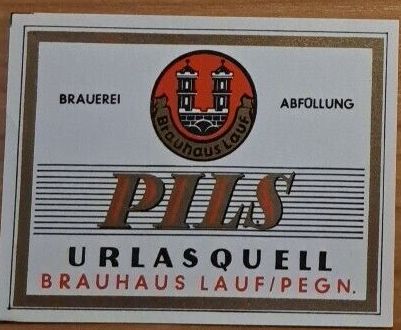 BRAUEREI
ABFÜLLUNG
Brauhaus Lauf
PILS
URLASQUELL
BRAUHAUS LAUF/PEGN.